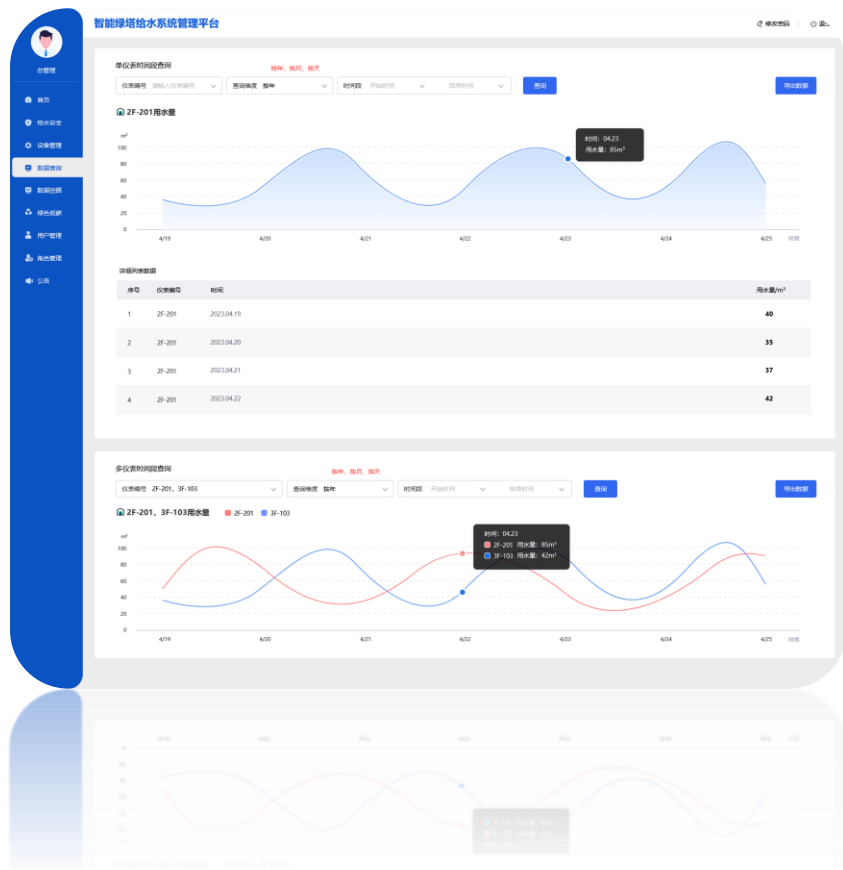 智能绿塔给水系统管理平台
修改密码
退出
总管理
首页
给水安全
设备管理
数据查询
数据挖掘
绿色低碳
用户管理
角色管理
公告
单仪表时间段查询
按年、按月、按天
仪表编号 请输入仪表编号 查询维度 按年 时间段 开始时间 结束时间 查询 导出数据
2F-201用水量
m³
时间: 04.23
用水量: 85m³
100
80
60
40
20
0
4/19 4/20 4/21 4/22 4/23 4/24 4/25 时间
详细列表数据
序号 仪表编号 时间 用水量/m³
1 2F-201 2023.04.19 40
2 2F-201 2023.04.20 35
3 2F-201 2023.04.21 37
4 2F-201 2023.04.22 42
多仪表时间段查询
按年、按月、按天
仪表编号 2F-201、3F-103 查询维度 按年 时间段 开始时间 结束时间 查询 导出数据
2F-201、3F-103用水量 2F-201 3F-103
m³
时间: 04.23
2F-201 用水量: 85m³
3F-103 用水量: 42m³
100
80
60
40
20
0
4/19 4/20 4/21 4/22 4/23 4/24 4/25 时间